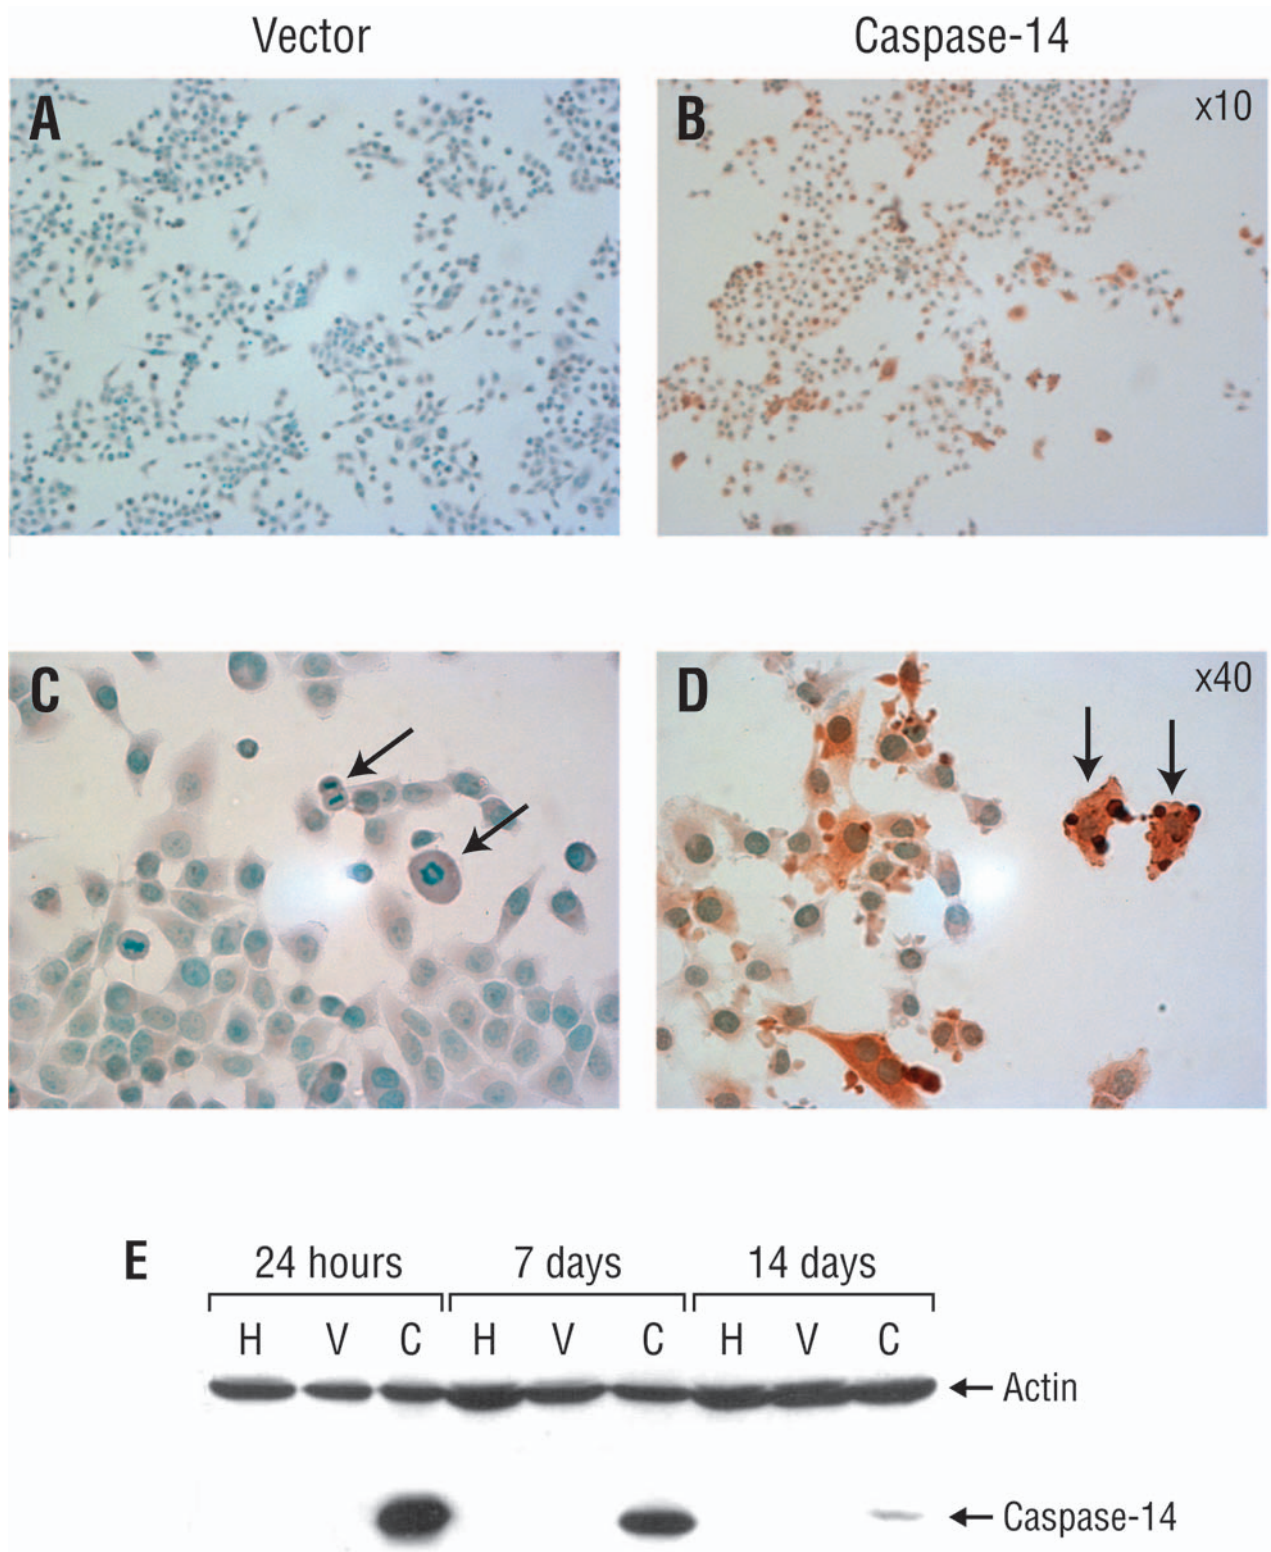 Vector Caspase-14
A B x10
C D x40
E 24 hours 7 days 14 days
H V C H V C H V C
Actin
Caspase-14